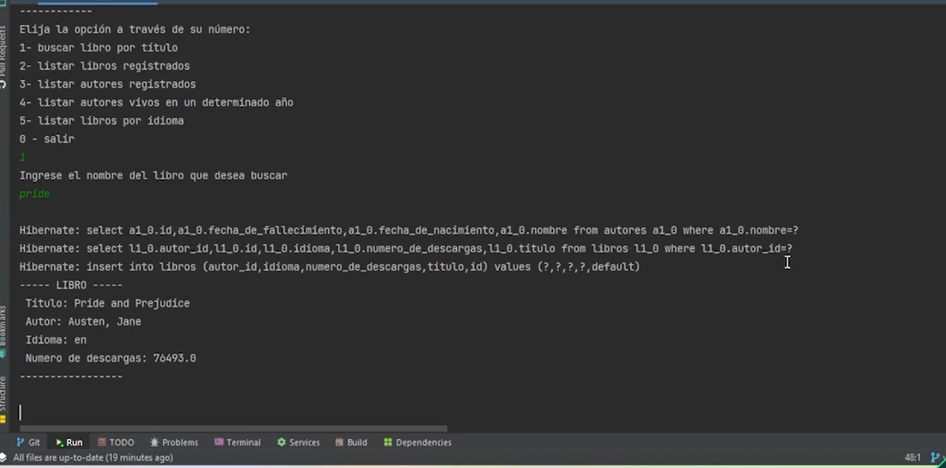 ------------
Elija la opción a través de su número:
1- buscar libro por título
2- listar libros registrados
3- listar autores registrados
4- listar autores vivos en un determinado año
5- listar libros por idioma
0 - salir
1
Ingrese el nombre del libro que desea buscar
pride
Hibernate: select a1_0.id,a1_0.fecha_de_fallecimiento,a1_0.fecha_de_nacimiento,a1_0.nombre from autores a1_0 where a1_0.nombre=?
Hibernate: select l1_0.autor_id,l1_0.id,l1_0.idioma,l1_0.numero_de_descargas,l1_0.titulo from libros l1_0 where l1_0.autor_id=?
Hibernate: insert into libros (autor_id,idioma,numero_de_descargas,titulo,id) values (?,?,?,?,default)
----- LIBRO -----
Titulo: Pride and Prejudice
Autor: Austen, Jane
Idioma: en
Numero de descargas: 76493.0
-----------------
Pull Requests
Bookmarks
Structure
Git Run TODO Problems Terminal Services Build Dependencies
All files are up-to-date (19 minutes ago) 48:1